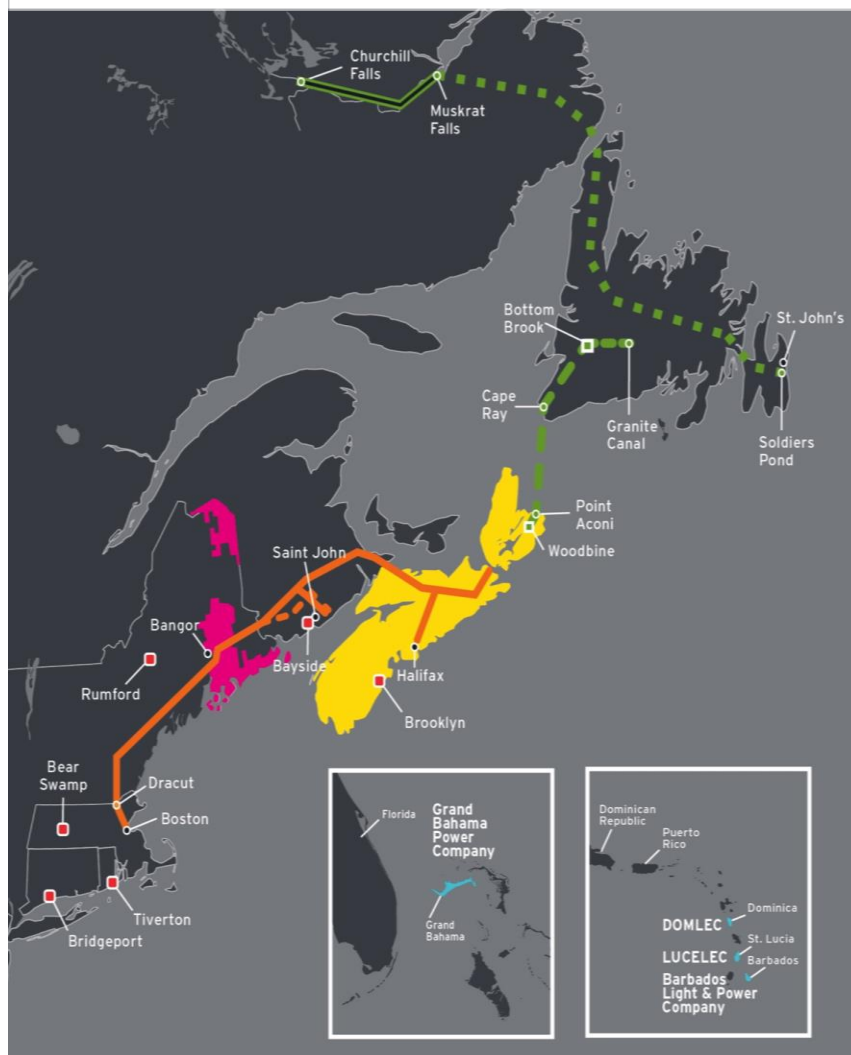 Churchill
Falls
Muskrat
Falls
Bottom
Brook
St. John's
Cape
Ray
Granite
Canal
Soldiers
Pond
Point
Aconi
Saint John
Woodbine
Bangor
Bayside
Halifax
Rumford
Brooklyn
Bear
Swamp
Dracut
Boston
Tiverton
Bridgeport
Florida
Grand
Bahama
Power
Company
Grand
Bahama
Dominican
Republic
Puerto
Rico
Dominica
DOMLEC
St. Lucia
LUCELEC
Barbados
Barbados
Light & Power
Company